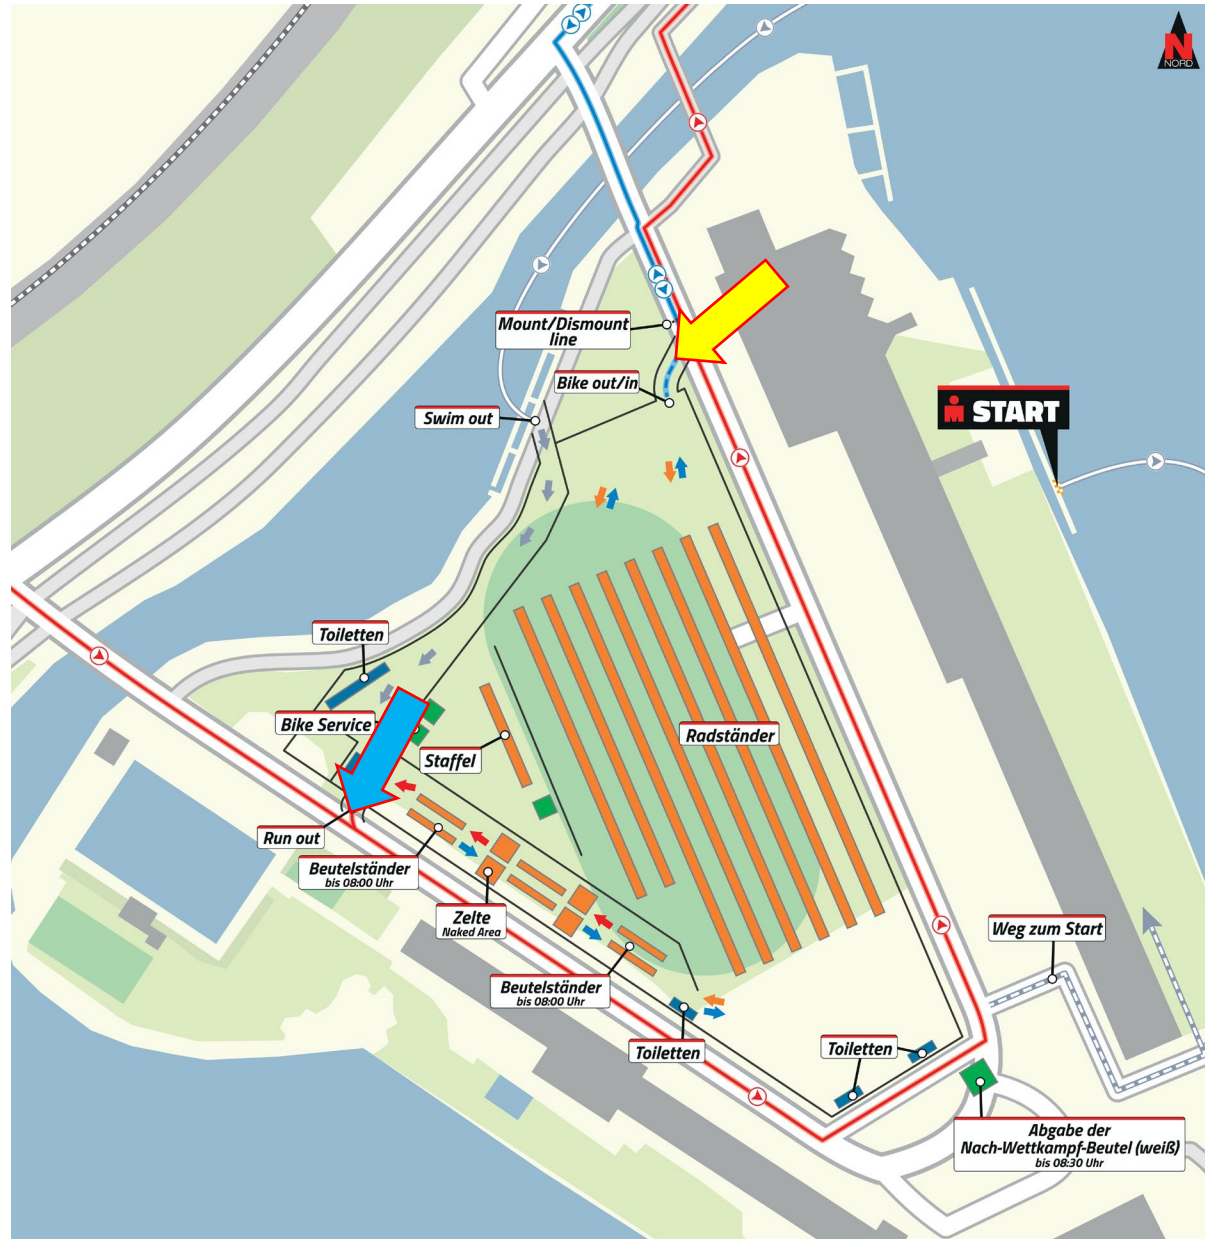 N
NORD
Mount/Dismount
line
Bike out/in
START
Swim out
Toiletten
Bike Service
Staffel
Radständer
Run out
Beutelständer
bis 08:00 Uhr
Zelte
Naked Area
Weg zum Start
Beutelständer
bis 08:00 Uhr
Toiletten
Toiletten
Abgabe der
Nach-Wettkampf-Beutel (weiß)
bis 08:30 Uhr